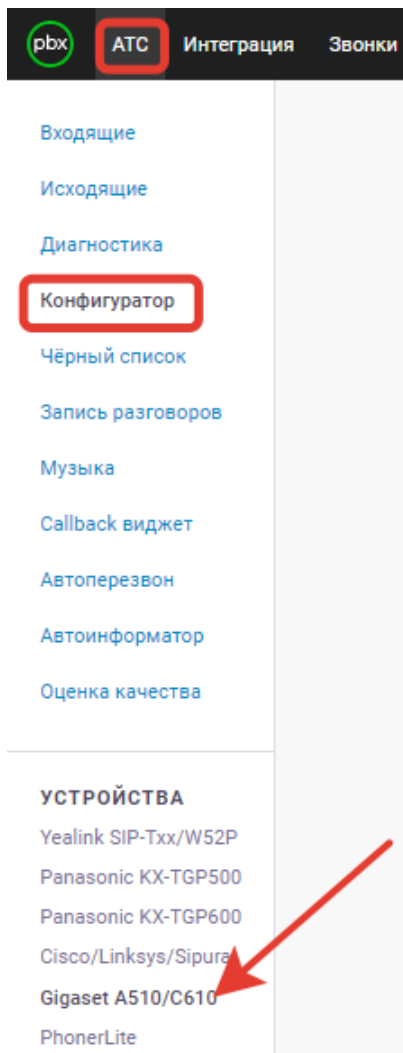 pbx АТС Интеграция Звонки
Входящие
Исходящие
Диагностика
Конфигуратор
Чёрный список
Запись разговоров
Музыка
Callback виджет
Автоперезвон
Автоинформатор
Оценка качества
УСТРОЙСТВА
Yealink SIP-Txx/W52P
Panasonic KX-TGP500
Panasonic KX-TGP600
Cisco/Linksys/Sipura
Gigaset A510/C610
PhonerLite